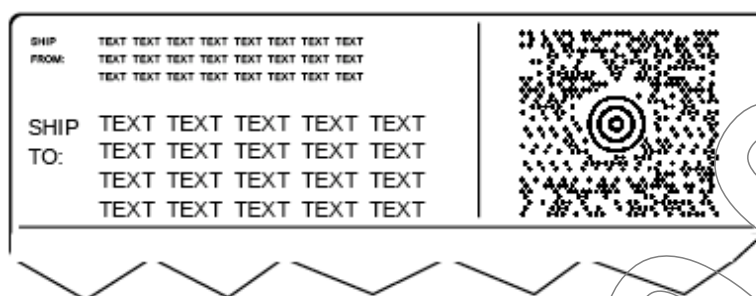 SHIP TEXT TEXT TEXT TEXT TEXT TEXT TEXT TEXT
FROM: TEXT TEXT TEXT TEXT TEXT TEXT TEXT TEXT
TEXT TEXT TEXT TEXT TEXT TEXT TEXT TEXT
SHIP TEXT TEXT TEXT TEXT TEXT
TO: TEXT TEXT TEXT TEXT TEXT
TEXT TEXT TEXT TEXT TEXT
TEXT TEXT TEXT TEXT TEXT